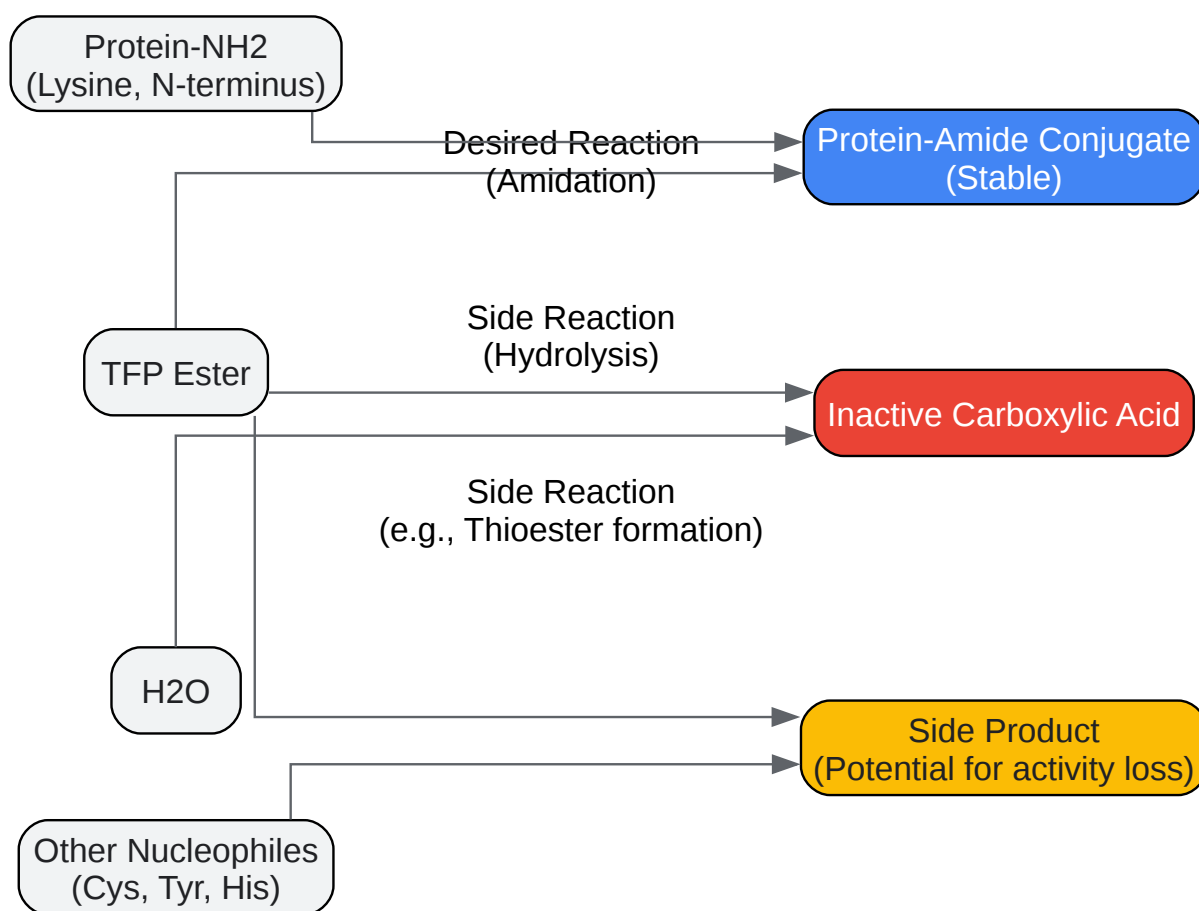 Protein-NH2
(Lysine, N-terminus)
Desired Reaction
(Amidation)
Protein-Amide Conjugate
(Stable)
Side Reaction
(Hydrolysis)
TFP Ester
Inactive Carboxylic Acid
Side Reaction
(e.g., Thioester formation)
H2O
Side Product
(Potential for activity loss)
Other Nucleophiles
(Cys, Tyr, His)